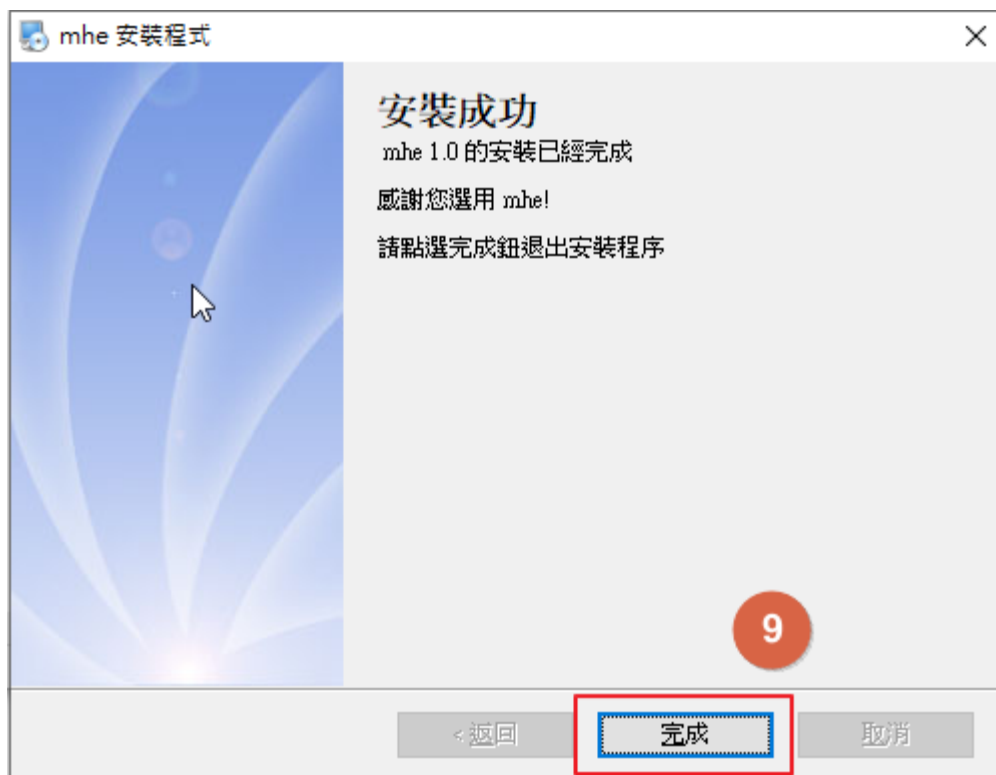 mhe 安裝程式
安裝成功
mhe 1.0 的安裝已經完成
感謝您選用 mhe!
請點選完成鈕退出安裝程序
9
< 返回
完成
取消